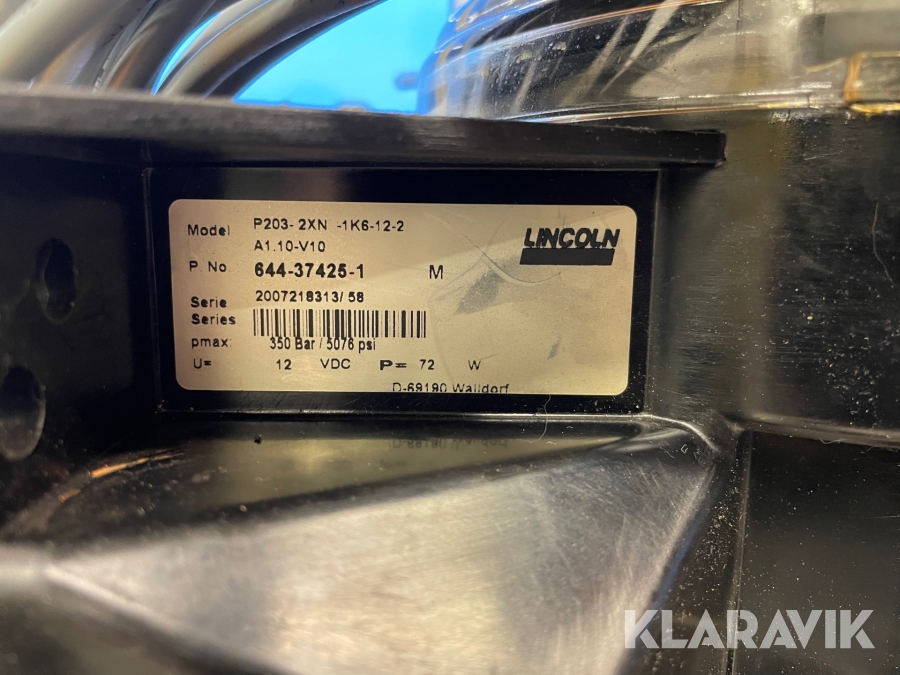 Model P203- 2XN -1K6-12-2
A1.10-V10
LINCOLN
P. No 644-37425-1 M
Serie 2007218313/ 58
Series
pmax: 350 Bar / 5076 psi
U= 12 VDC P= 72 W
D-69190 Walldorf
KLARAVIK